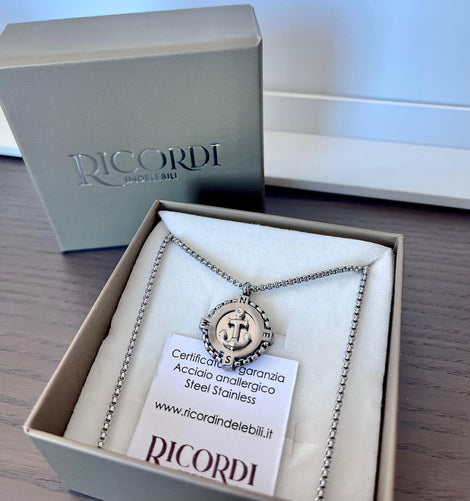 RICORDI
INDELEBILI
N
W E
S
Certificato garanzia
Acciaio anallergico
Steel Stainless
www.ricordindelebili.it
RICORDI